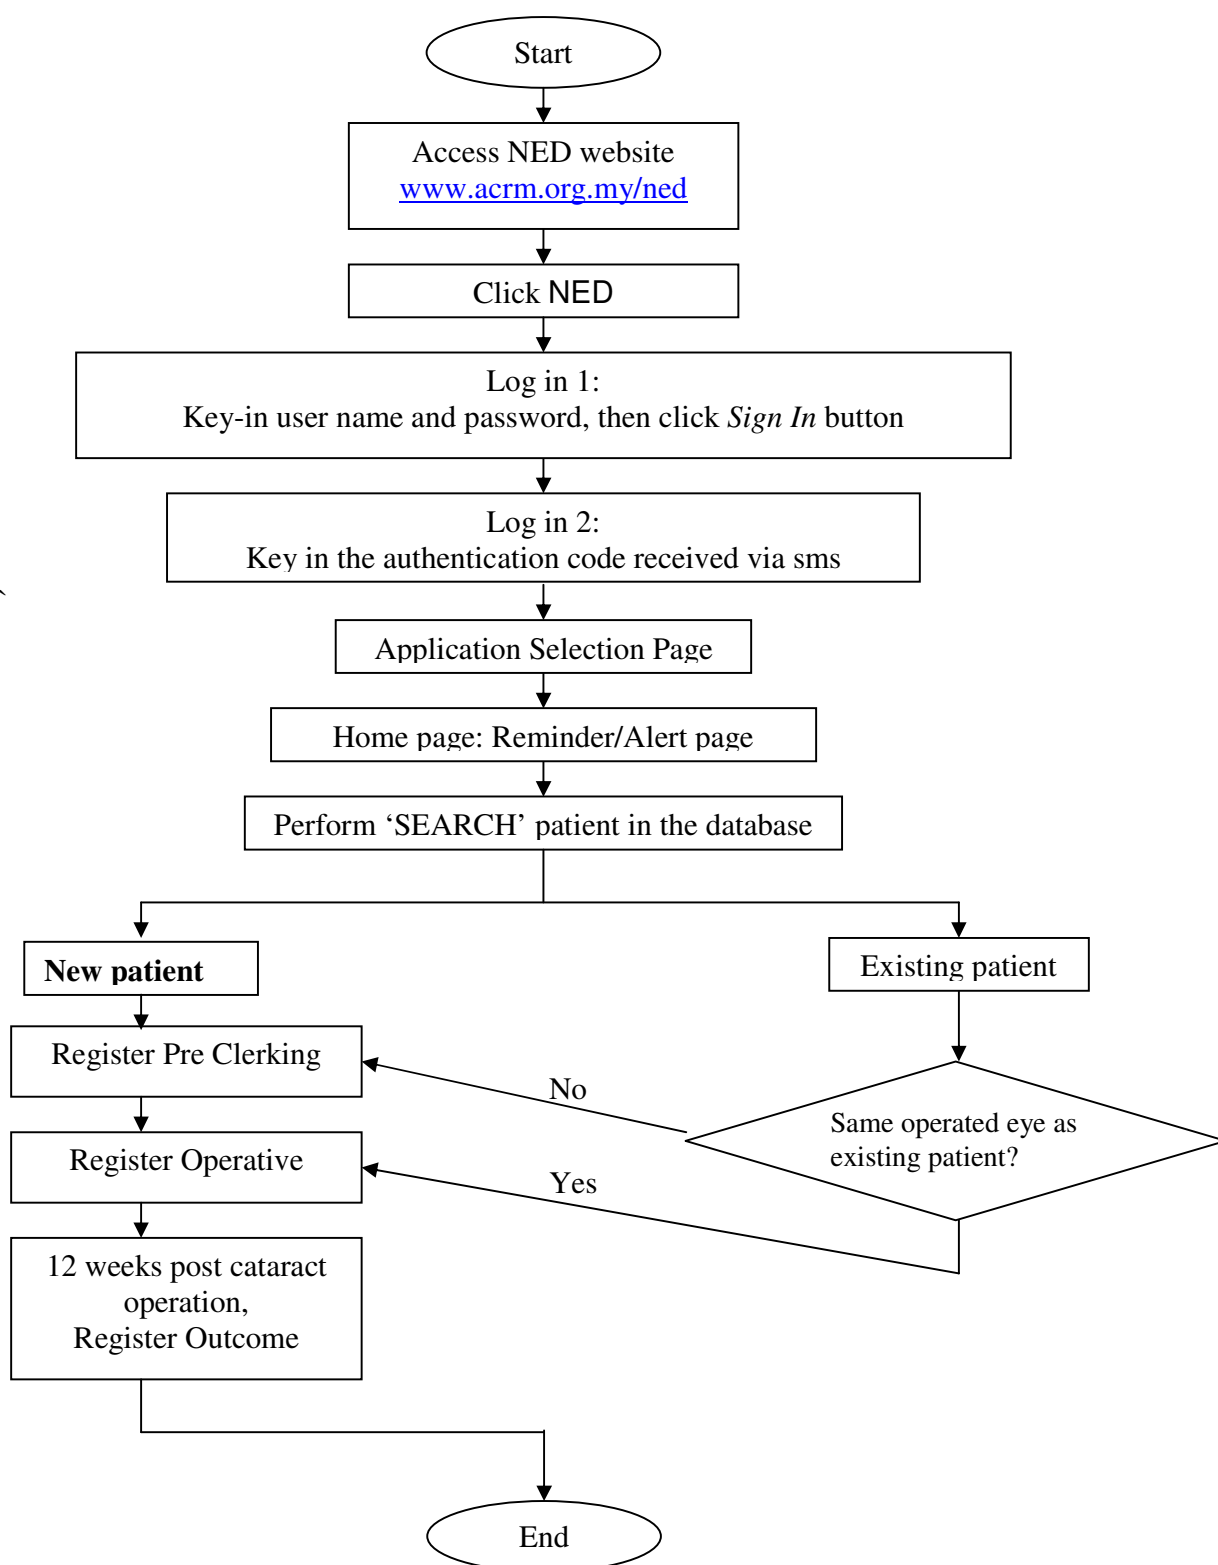 Start
Access NED website
www.acrm.org.my/ned
Click NED
Log in 1:
Key-in user name and password, then click Sign In button
Log in 2:
Key in the authentication code received via sms
Application Selection Page
Home page: Reminder/Alert page
Perform ‘SEARCH’ patient in the database
New patient
Existing patient
Register Pre Clerking
No
Same operated eye as
existing patient?
Register Operative
Yes
12 weeks post cataract
operation,
Register Outcome
End